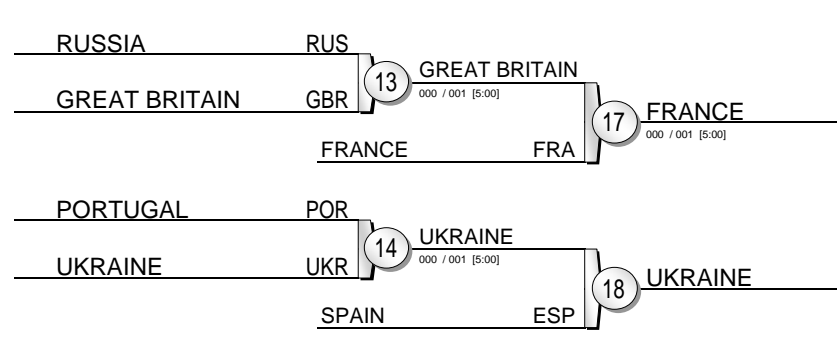 RUSSIA RUS
GREAT BRITAIN GBR
13
GREAT BRITAIN
000 / 001 [5:00]
FRANCE FRA
17
FRANCE
000 / 001 [5:00]
PORTUGAL POR
UKRAINE UKR
14
UKRAINE
000 / 001 [5:00]
SPAIN ESP
18
UKRAINE